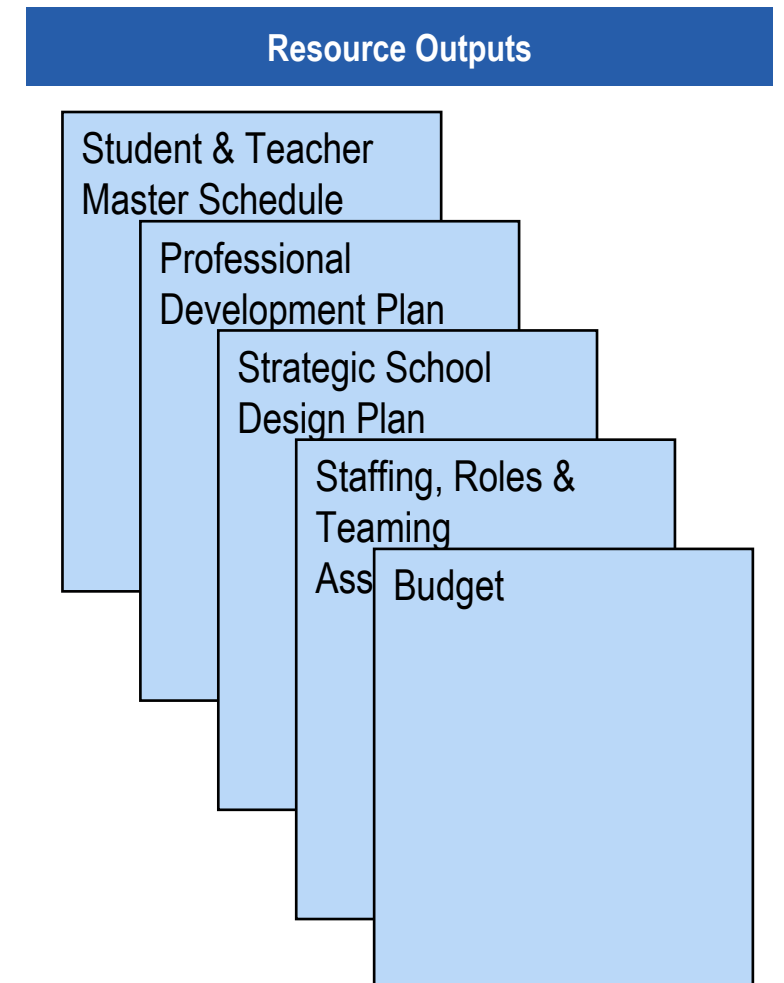 Resource Outputs
Student & Teacher
Master Schedule
Professional
Development Plan
Strategic School
Design Plan
Staffing, Roles &
Teaming
Budget